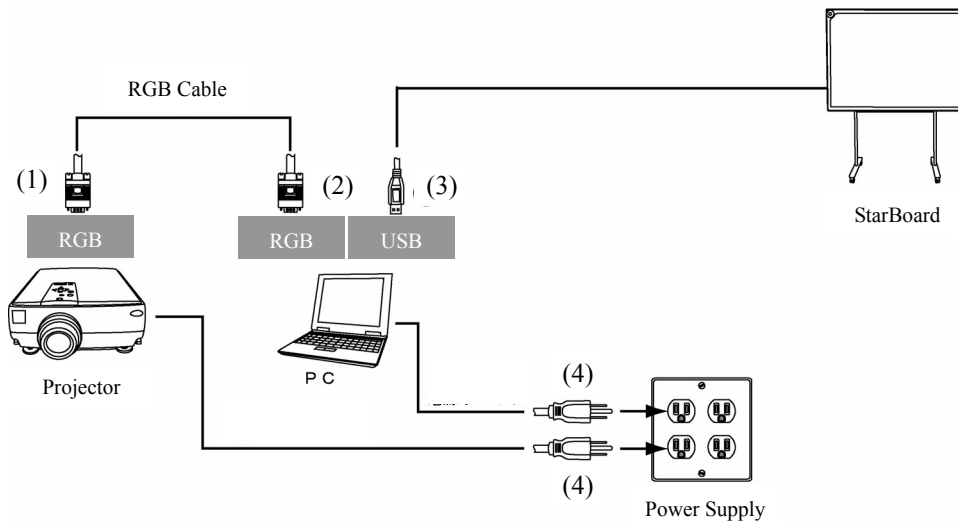 RGB Cable
(1)
(2)
(3)
StarBoard
RGB
RGB
USB
Projector
P C
(4)
(4)
Power Supply